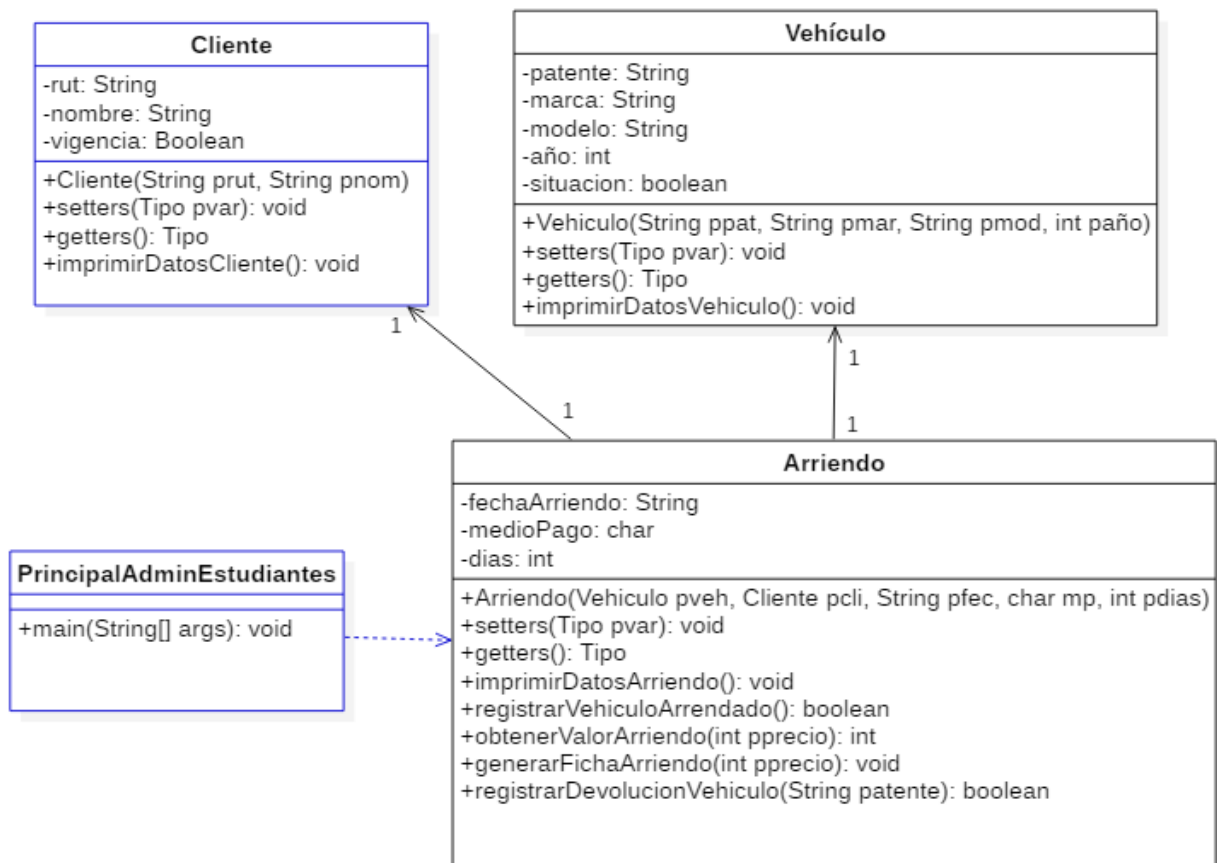 Cliente
-rut: String
-nombre: String
-vigencia: Boolean
+Cliente(String prut, String pnom)
+setters(Tipo pvar): void
+getters(): Tipo
+imprimirDatosCliente(): void
Vehículo
-patente: String
-marca: String
-modelo: String
-año: int
-situacion: boolean
+Vehiculo(String ppat, String pmar, String pmod, int paño)
+setters(Tipo pvar): void
+getters(): Tipo
+imprimirDatosVehiculo(): void
1
1
1
1
Arriendo
-fechaArriendo: String
-medioPago: char
-dias: int
+Arriendo(Vehiculo pveh, Cliente pcli, String pfec, char mp, int pdias)
+setters(Tipo pvar): void
+getters(): Tipo
+imprimirDatosArriendo(): void
+registrarVehiculoArrendado(): boolean
+obtenerValorArriendo(int pprecio): int
+generarFichaArriendo(int pprecio): void
+registrarDevolucionVehiculo(String patente): boolean
PrincipalAdminEstudiantes
+main(String[] args): void